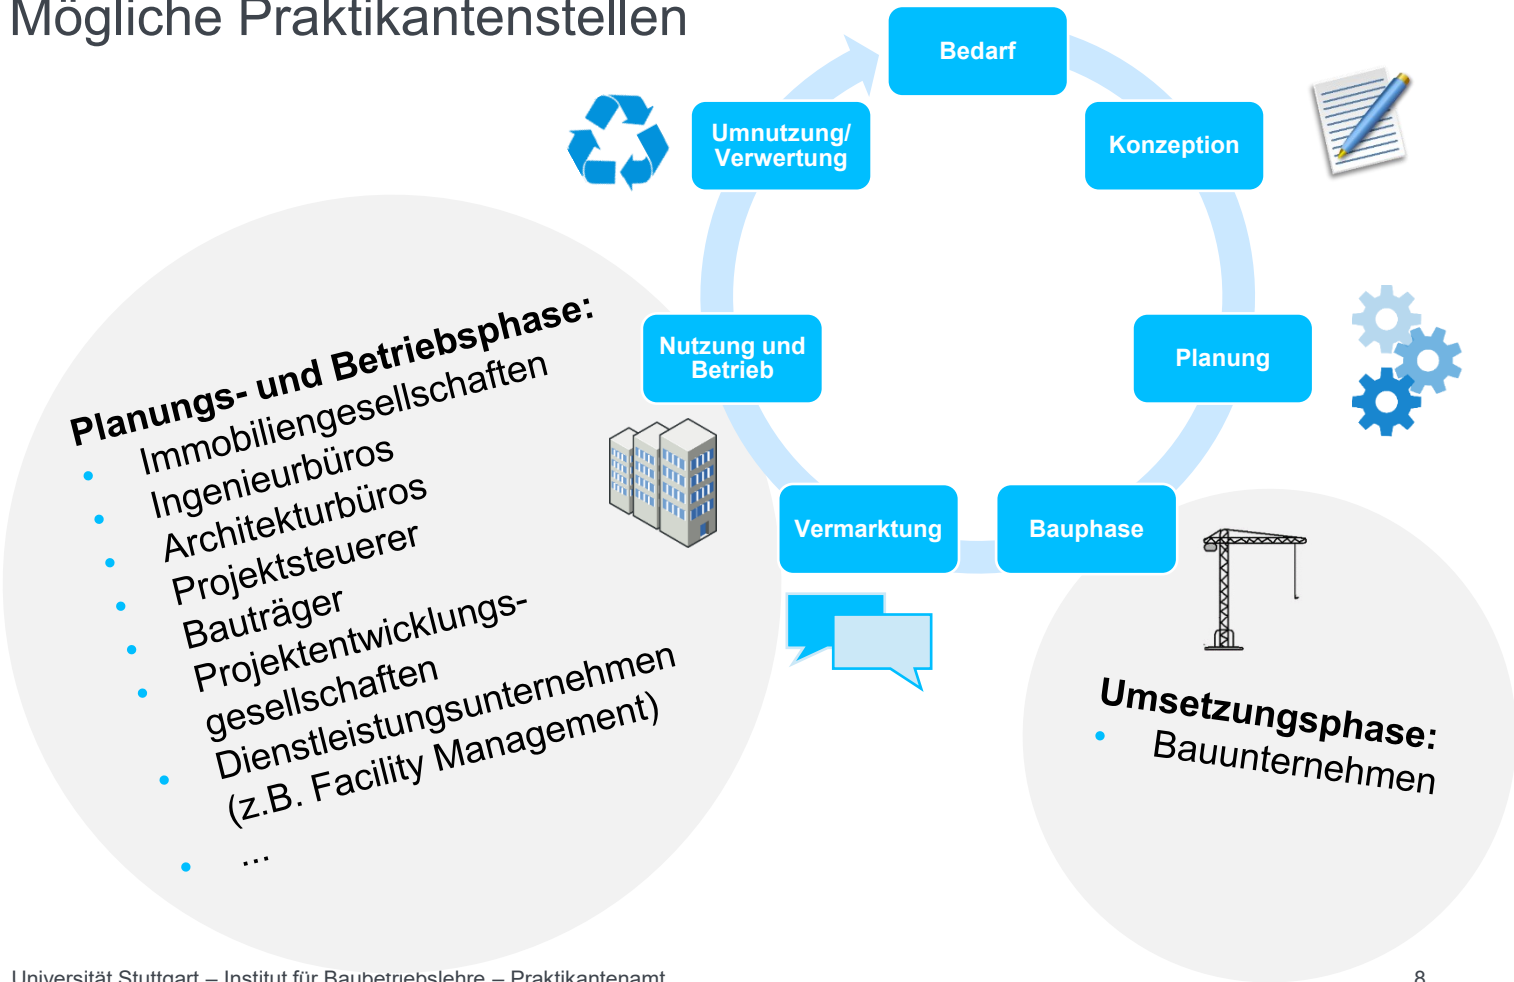 Mögliche Praktikantenstellen
Bedarf
Konzeption
Planung
Bauphase
Vermarktung
Nutzung und
Betrieb
Umnutzung/
Verwertung
Planungs- und Betriebsphase:
• Immobiliengesellschaften
• Ingenieurbüros
• Architekturbüros
• Projektsteuerer
• Bauträger
• Projektentwicklungs-
gesellschaften
• Dienstleistungsunternehmen
(z.B. Facility Management)
• ...
Umsetzungsphase:
• Bauunternehmen
Universität Stuttgart – Institut für Baubetriebslehre – Praktikantenamt
8